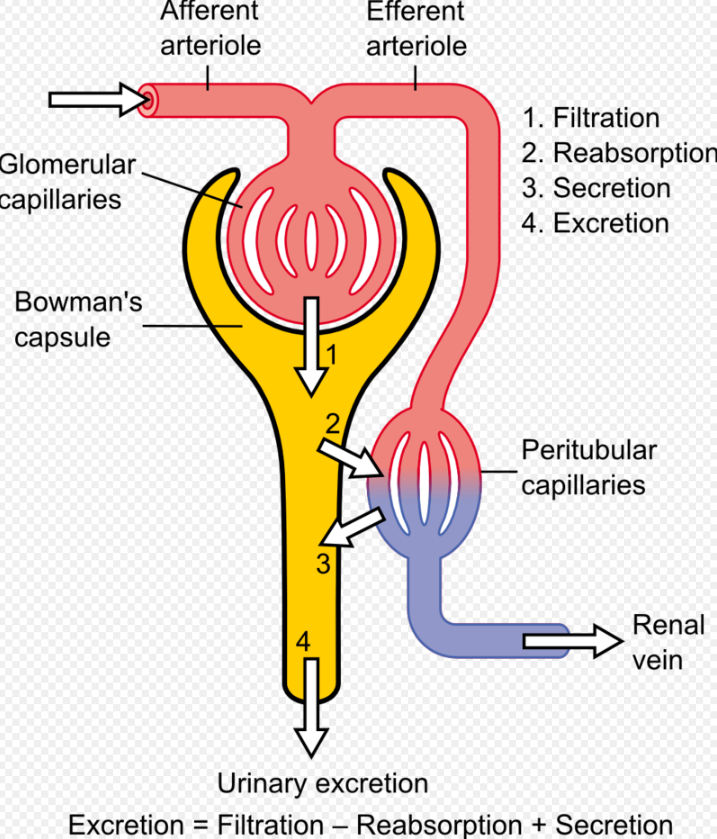 Afferent
arteriole
Efferent
arteriole
1. Filtration
2. Reabsorption
3. Secretion
4. Excretion
Glomerular
capillaries
Bowman's
capsule
1
2
Peritubular
capillaries
3
4
Renal
vein
Urinary excretion
Excretion = Filtration – Reabsorption + Secretion